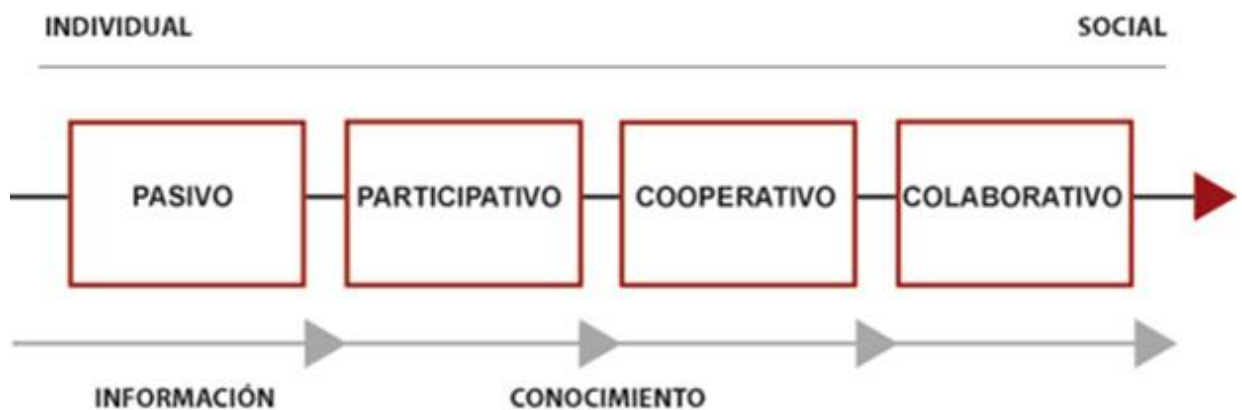 INDIVIDUAL SOCIAL
PASIVO PARTICIPATIVO COOPERATIVO COLABORATIVO
INFORMACIÓN CONOCIMIENTO